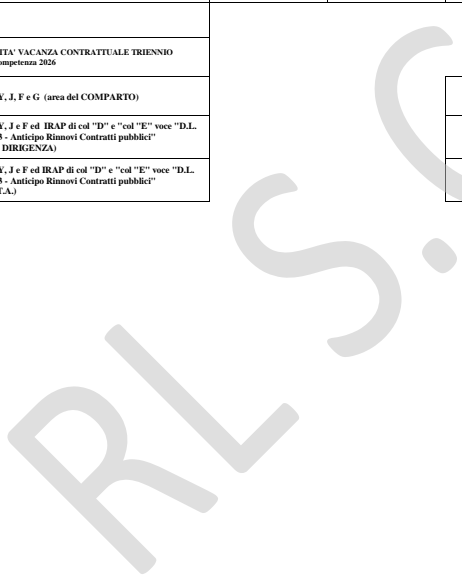 ITA' VACANZA CONTRATTUALE TRIENNIO
ompetenza 2026
Y, J, F e G (area del COMPARTO)
Y, J e F ed IRAP di col "D" e "col "E" voce "D.L.
3 - Anticipo Rinnovi Contratti pubblici"
DIRIGENZA)
Y, J e F ed IRAP di col "D" e "col "E" voce "D.L.
3 - Anticipo Rinnovi Contratti pubblici"
T.A.)
RL S.C